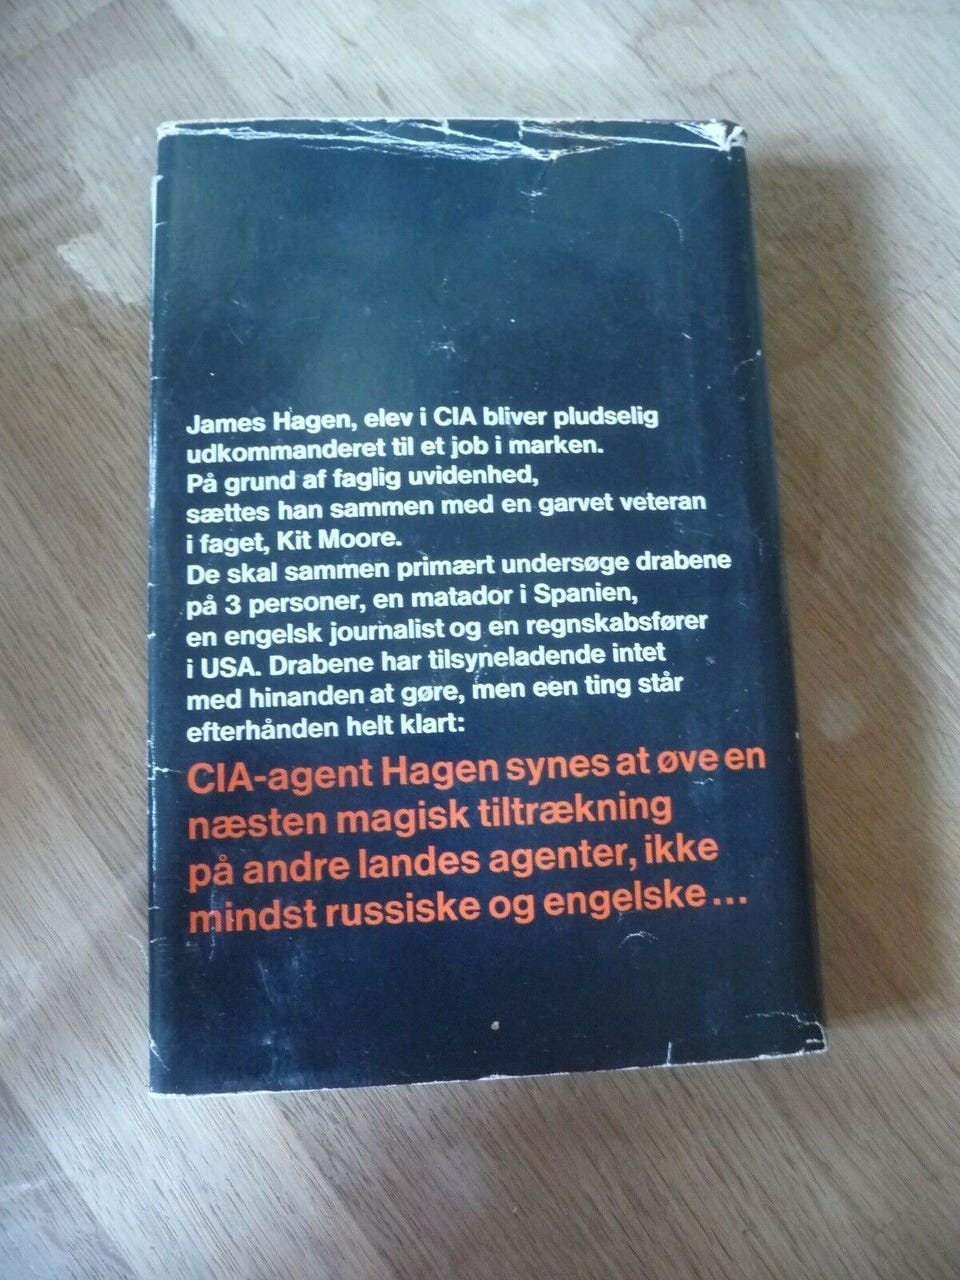 James Hagen, elev i CIA bliver pludselig
udkommanderet til et job i marken.
På grund af faglig uvidenhed,
sættes han sammen med en garvet veteran
i faget, Kit Moore.
De skal sammen primært undersøge drabene
på 3 personer, en matador i Spanien,
en engelsk journalist og en regnskabsfører
i USA. Drabene har tilsyneladende intet
med hinanden at gøre, men een ting står
efterhånden helt klart:
CIA-agent Hagen synes at øve en
næsten magisk tiltrækning
på andre landes agenter, ikke
mindst russiske og engelske ...